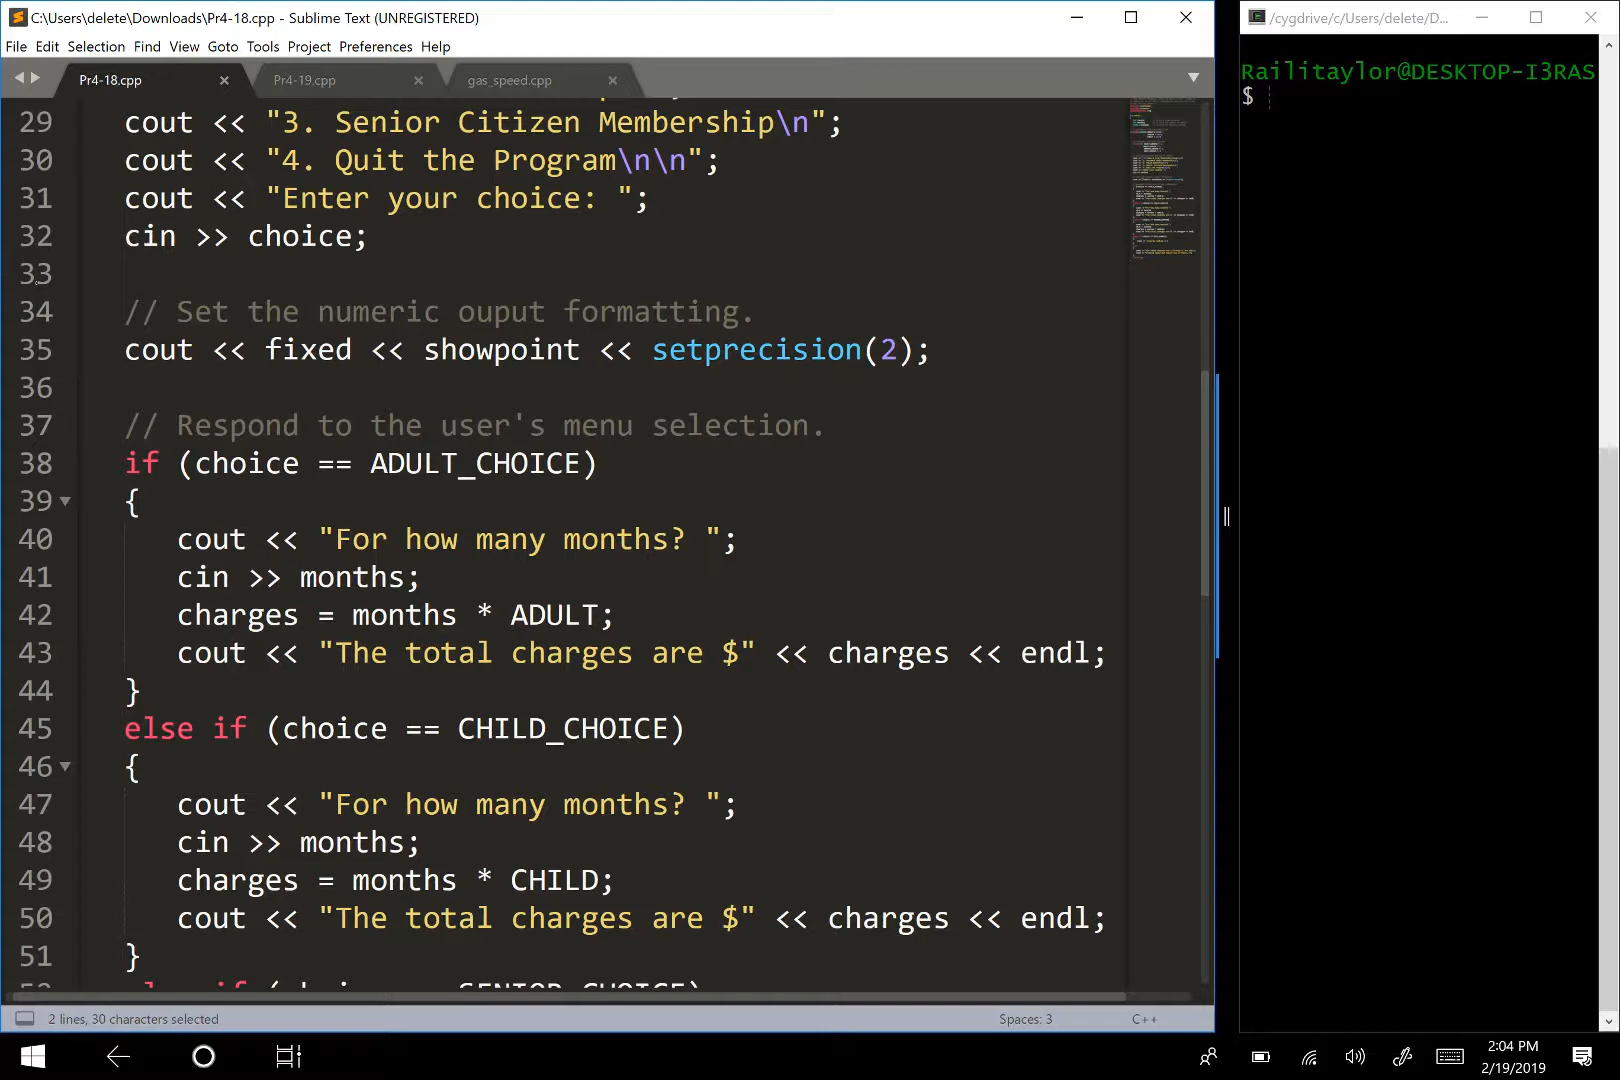 C:\Users\delete\Downloads\Pr4-18.cpp - Sublime Text (UNREGISTERED)
File Edit Selection Find View Goto Tools Project Preferences Help
Pr4-18.cpp Pr4-19.cpp gas_speed.cpp
29 cout << "3. Senior Citizen Membership\n";
30 cout << "4. Quit the Program\n\n";
31 cout << "Enter your choice: ";
32 cin >> choice;
33
34 // Set the numeric ouput formatting.
35 cout << fixed << showpoint << setprecision(2);
36
37 // Respond to the user's menu selection.
38 if (choice == ADULT_CHOICE)
39 {
40 cout << "For how many months? ";
41 cin >> months;
42 charges = months * ADULT;
43 cout << "The total charges are $" << charges << endl;
44 }
45 else if (choice == CHILD_CHOICE)
46 {
47 cout << "For how many months? ";
48 cin >> months;
49 charges = months * CHILD;
50 cout << "The total charges are $" << charges << endl;
51 }
2 lines, 30 characters selected
Spaces: 3
C++
/cygdrive/c/Users/delete/D...
Railitaylor@DESKTOP-I3RAS
$
2:04 PM
2/19/2019